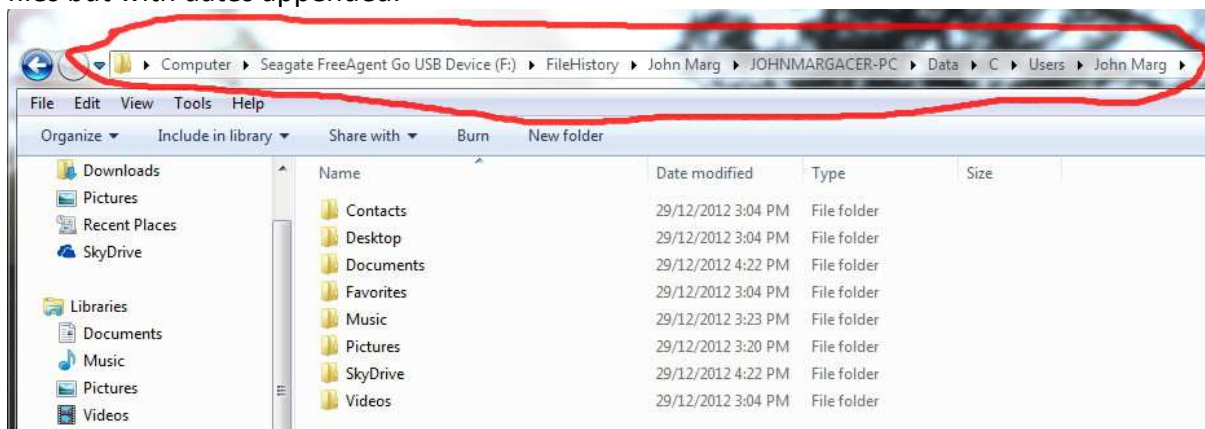 files but with dates appended.
Computer ▸ Seagate FreeAgent Go USB Device (F:) ▸ FileHistory ▸ John Marg ▸ JOHNMARGACER-PC ▸ Data ▸ C ▸ Users ▸ John Marg ▸
File Edit View Tools Help
Organize ▾ Include in library ▾ Share with ▾ Burn New folder
Downloads Name Date modified Type Size
Pictures Contacts 29/12/2012 3:04 PM File folder
Recent Places Desktop 29/12/2012 3:04 PM File folder
SkyDrive Documents 29/12/2012 4:22 PM File folder
Favorites 29/12/2012 3:04 PM File folder
Libraries Music 29/12/2012 3:23 PM File folder
Documents Pictures 29/12/2012 3:20 PM File folder
Music SkyDrive 29/12/2012 4:22 PM File folder
Pictures Videos 29/12/2012 3:04 PM File folder
Videos